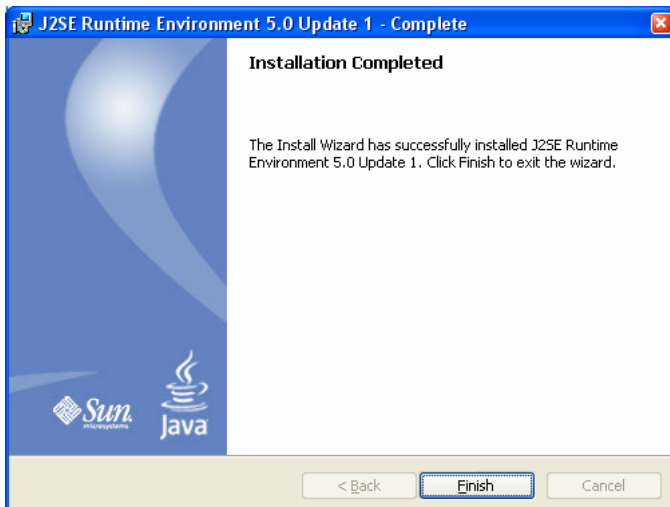 J2SE Runtime Environment 5.0 Update 1 - Complete
Installation Completed
The Install Wizard has successfully installed J2SE Runtime
Environment 5.0 Update 1. Click Finish to exit the wizard.
Sun
microsystems
Java
< Back
Finish
Cancel